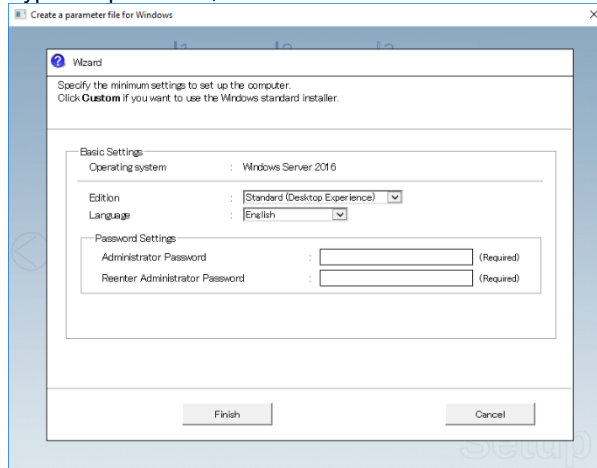 Create a parameter file for Windows
Wizard
Specify the minimum settings to set up the computer.
Click Custom if you want to use the Windows standard installer.
Basic Settings
Operating system : Windows Server 2016
Edition : Standard (Desktop Experience)
Language : English
Password Settings
Administrator Password : (Required)
Reenter Administrator Password : (Required)
Finish Cancel
Setup